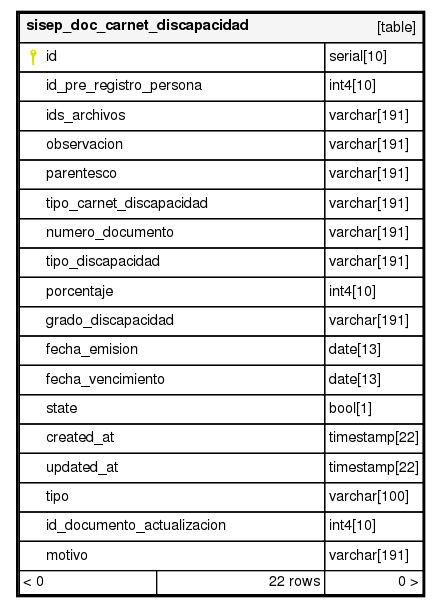 sisep_doc_carnet_discapacidad [table]
id serial[10]
id_pre_registro_persona int4[10]
ids_archivos varchar[191]
observacion varchar[191]
parentesco varchar[191]
tipo_carnet_discapacidad varchar[191]
numero_documento varchar[191]
tipo_discapacidad varchar[191]
porcentaje int4[10]
grado_discapacidad varchar[191]
fecha_emision date[13]
fecha_vencimiento date[13]
state bool[1]
created_at timestamp[22]
updated_at timestamp[22]
tipo varchar[100]
id_documento_actualizacion int4[10]
motivo varchar[191]
< 0 22 rows 0 >